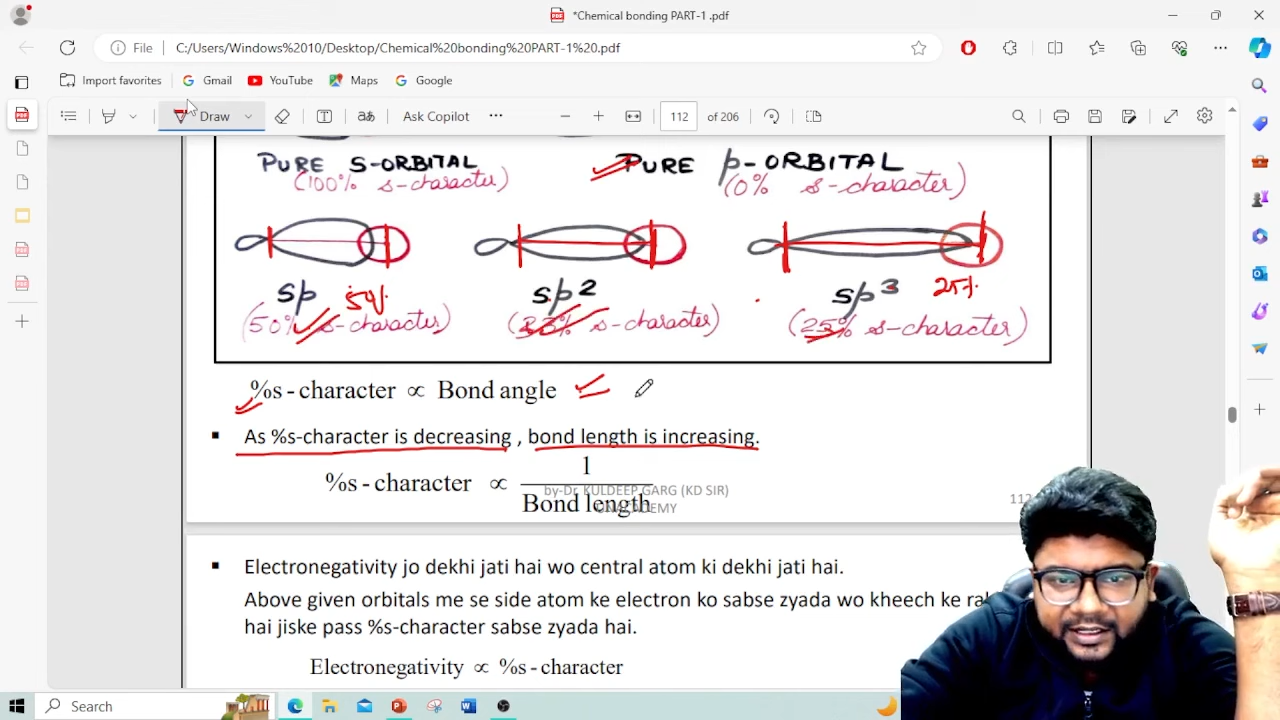 *Chemical bonding PART-1 .pdf
File
C:/Users/Windows%2010/Desktop/Chemical%20bonding%20PART-1%20.pdf
Import favorites
Gmail
YouTube
Maps
Google
Draw
Ask Copilot
112
of 206
PURE S-ORBITAL
PURE p-ORBITAL
(100% s-character)
(0% s-character)
sp
50%
sp2
sp3
25%
(50% s-character)
(33% s-character)
(25% s-character)
%s - character ∝ Bond angle
▪ As %s-character is decreasing , bond length is increasing.
%s - character ∝ 1
Bond length
by-Dr. KULDEEP GARG (KD SIR)
UNACADEMY
112
▪ Electronegativity jo dekhi jati hai wo central atom ki dekhi jati hai.
Above given orbitals me se side atom ke electron ko sabse zyada wo kheech ke
hai jiske pass %s-character sabse zyada hai.
Electronegativity ∝ %s - character
Search